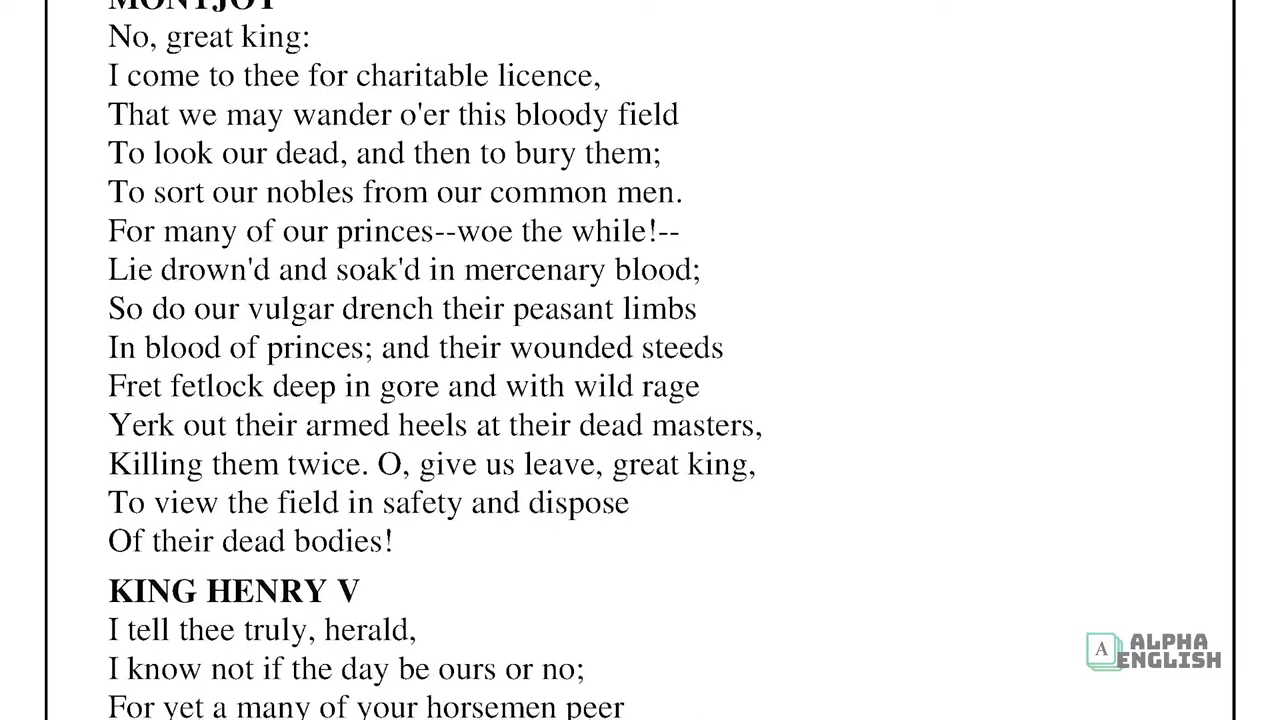 MONTJOY
No, great king:
I come to thee for charitable licence,
That we may wander o'er this bloody field
To look our dead, and then to bury them;
To sort our nobles from our common men.
For many of our princes--woe the while!--
Lie drown'd and soak'd in mercenary blood;
So do our vulgar drench their peasant limbs
In blood of princes; and their wounded steeds
Fret fetlock deep in gore and with wild rage
Yerk out their armed heels at their dead masters,
Killing them twice. O, give us leave, great king,
To view the field in safety and dispose
Of their dead bodies!
KING HENRY V
I tell thee truly, herald,
I know not if the day be ours or no;
For yet a many of your horsemen peer
A ALPHA
ENGLISH